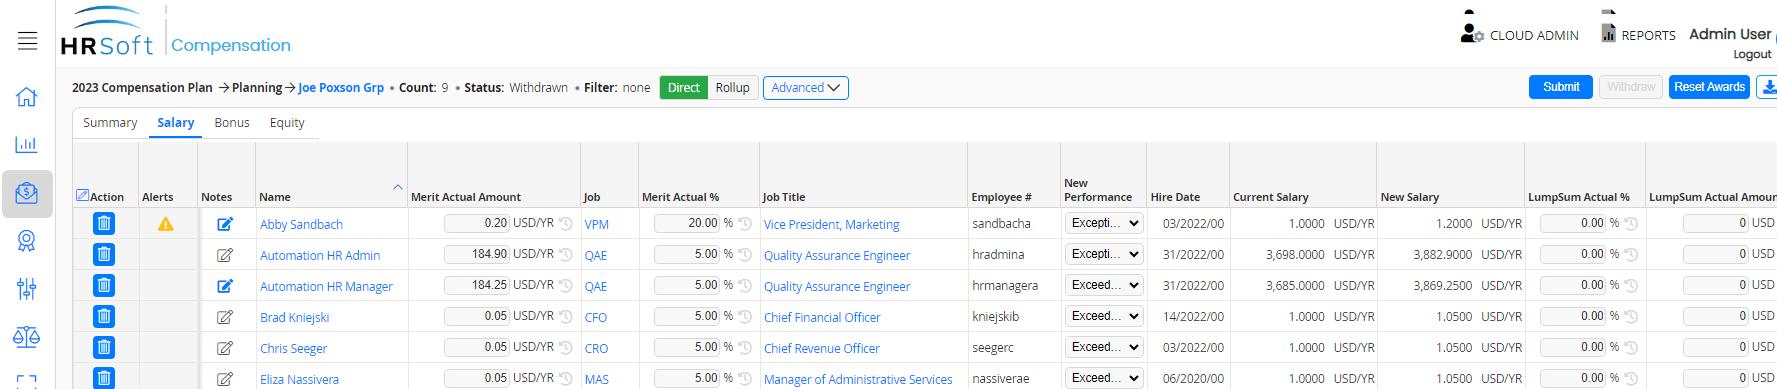 HRSoft Compensation
CLOUD ADMIN REPORTS Admin User
Logout
2023 Compensation Plan → Planning → Joe Poxson Grp • Count: 9 • Status: Withdrawn • Filter: none Direct Rollup Advanced Submit Withdraw Reset Awards
Summary Salary Bonus Equity
Action Alerts Notes Name Merit Actual Amount Job Merit Actual % Job Title Employee # New Performance Hire Date Current Salary New Salary LumpSum Actual % LumpSum Actual Amoun
Abby Sandbach 0.20 USD/YR VPM 20.00 % Vice President, Marketing sandbacha Excepti... 03/2022/00 1.0000 USD/YR 1.2000 USD/YR 0.00 % 0 USD
Automation HR Admin 184.90 USD/YR QAE 5.00 % Quality Assurance Engineer hradmina Excepti... 31/2022/00 3,698.0000 USD/YR 3,882.9000 USD/YR 0.00 % 0 USD
Automation HR Manager 184.25 USD/YR QAE 5.00 % Quality Assurance Engineer hrmanagera Exceed... 31/2022/00 3,685.0000 USD/YR 3,869.2500 USD/YR 0.00 % 0 USD
Brad Kniejski 0.05 USD/YR CFO 5.00 % Chief Financial Officer kniejskib Exceed... 14/2022/00 1.0000 USD/YR 1.0500 USD/YR 0.00 % 0 USD
Chris Seeger 0.05 USD/YR CRO 5.00 % Chief Revenue Officer seegerc Exceed... 03/2022/00 1.0000 USD/YR 1.0500 USD/YR 0.00 % 0 USD
Eliza Nassivera 0.05 USD/YR MAS 5.00 % Manager of Administrative Services nassiverae Exceed... 06/2020/00 1.0000 USD/YR 1.0500 USD/YR 0.00 % 0 USD